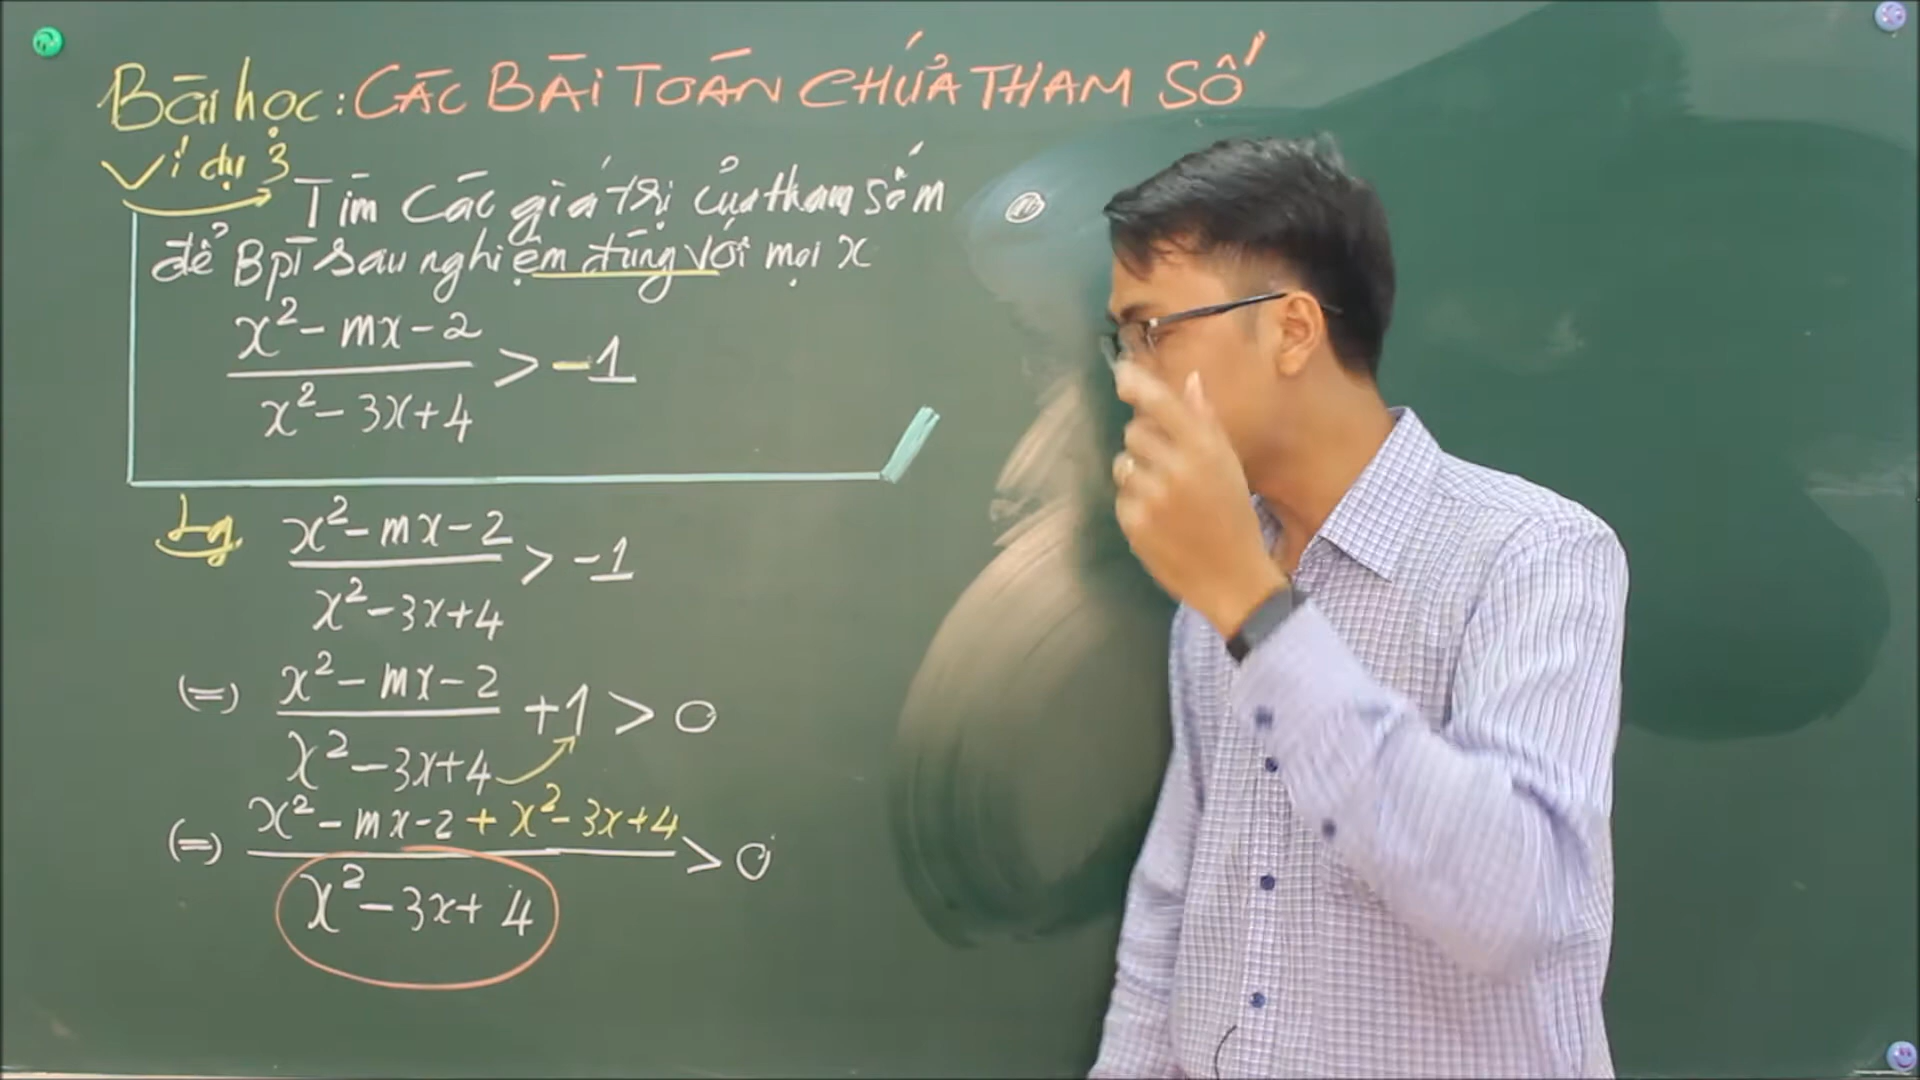 Bài học: CÁC BÀI TOÁN CHỨA THAM SỐ
Ví dụ 3
Tìm các giá trị của tham số m
để Bpt sau nghiệm đúng với mọi x
x² - mx - 2
x² - 3x + 4
> -1
Lg.
x² - mx - 2
x² - 3x + 4
> -1
(=)
x² - mx - 2
x² - 3x + 4
+1 > 0
(=)
x² - mx - 2 + x² - 3x + 4
x² - 3x + 4
> 0